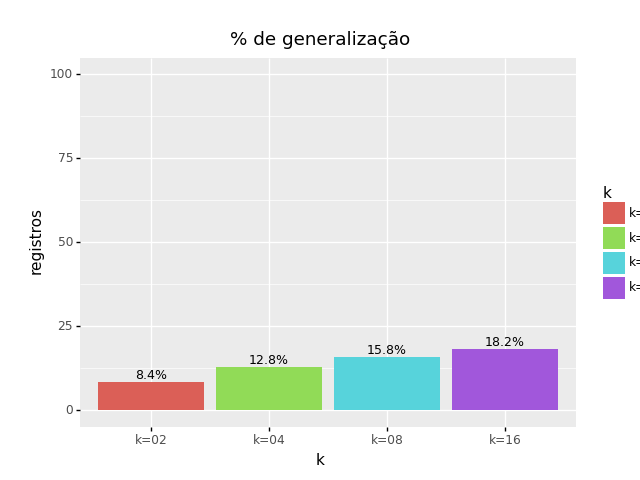 % de generalização
100
75
50
25
0
registros
8.4%
12.8%
15.8%
18.2%
k=02
k=04
k=08
k=16
k
k
k=
k=
k=
k=